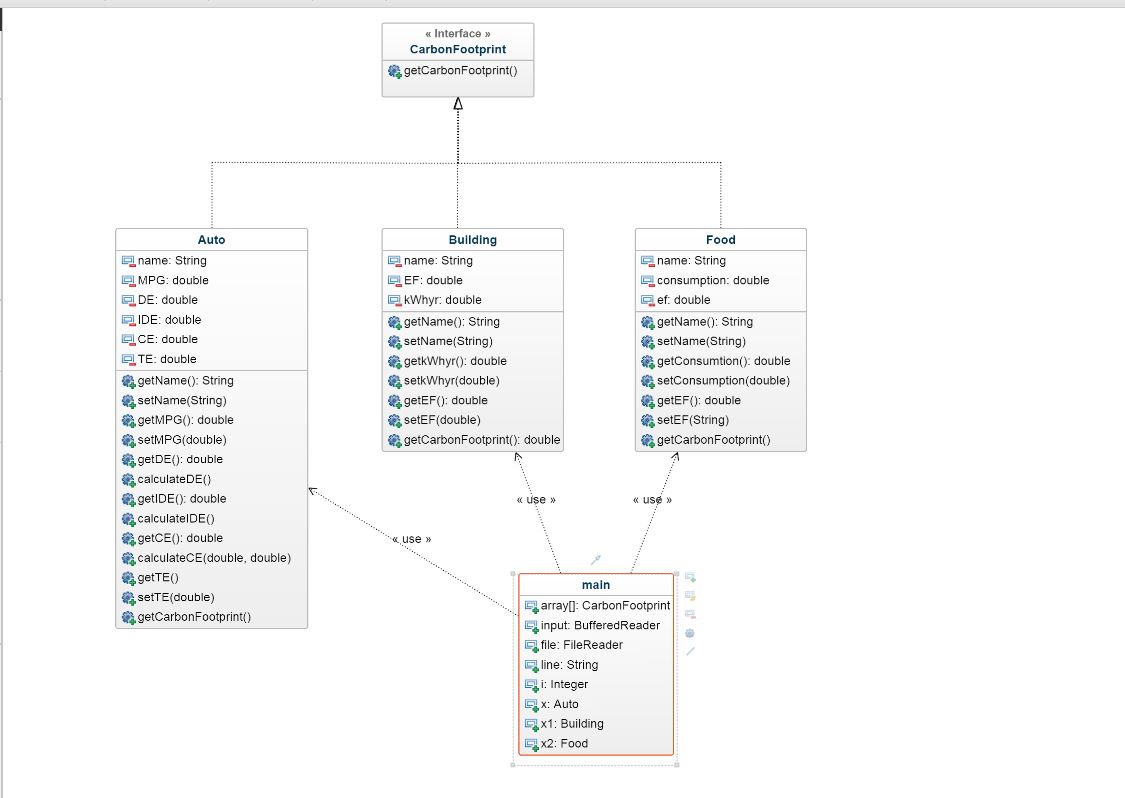 « Interface »
CarbonFootprint
getCarbonFootprint()
Auto
name: String
MPG: double
DE: double
IDE: double
CE: double
TE: double
getName(): String
setName(String)
getMPG(): double
setMPG(double)
getDE(): double
calculateDE()
getIDE(): double
calculateIDE()
getCE(): double
calculateCE(double, double)
getTE()
setTE(double)
getCarbonFootprint()
Building
name: String
EF: double
kWhyr: double
getName(): String
setName(String)
getkWhyr(): double
setkWhyr(double)
getEF(): double
setEF(double)
getCarbonFootprint(): double
Food
name: String
consumption: double
ef: double
getName(): String
setName(String)
getConsumtion(): double
setConsumption(double)
getEF(): double
setEF(String)
getCarbonFootprint()
« use »
« use »
« use »
main
array[]: CarbonFootprint
input: BufferedReader
file: FileReader
line: String
i: Integer
x: Auto
x1: Building
x2: Food